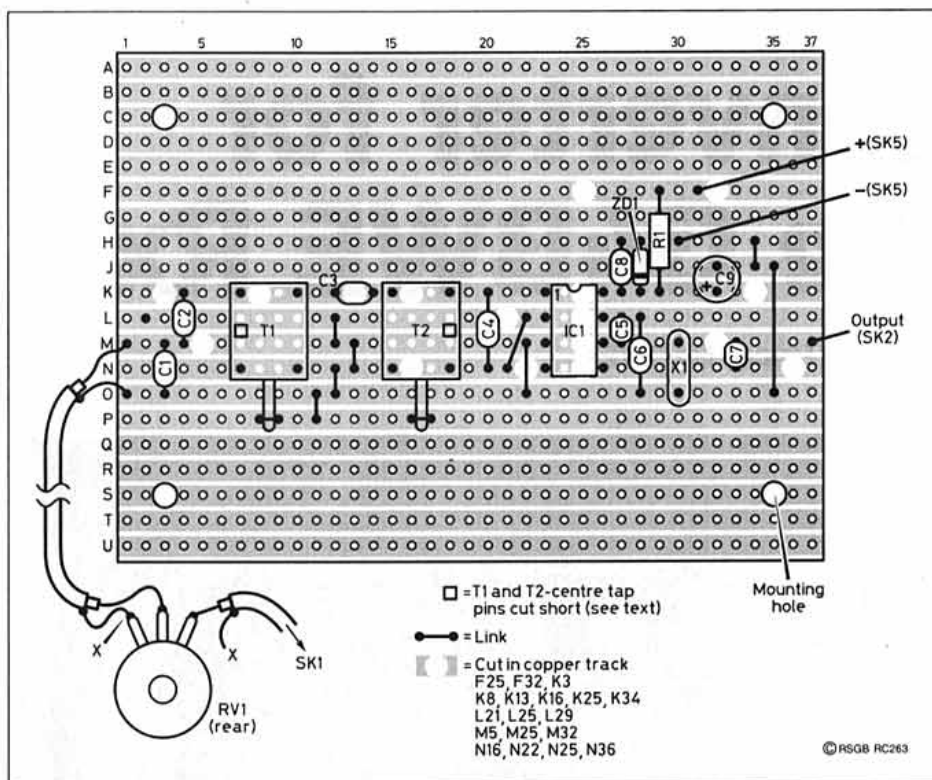 1 5 10 15 20 25 30 35 37
A
B
C
D
E
+(SK5)
F
-(SK5)
ZD1
G
R1
H
J
C8
C9
+
K
C3
1
L
C2
T1
T2
C4
IC1
C5
Output
(SK2)
M
C6
X1
C7
N
C1
O
P
Q
R
S
T
U
Mounting
hole
X
X
SK1
RV1
(rear)
=T1 and T2-centre tap
pins cut short (see text)
= Link
= Cut in copper track
F25, F32, K3
K8, K13, K16, K25, K34
L21, L25, L29
M5, M25, M32
N16, N22, N25, N36
© RSGB RC263